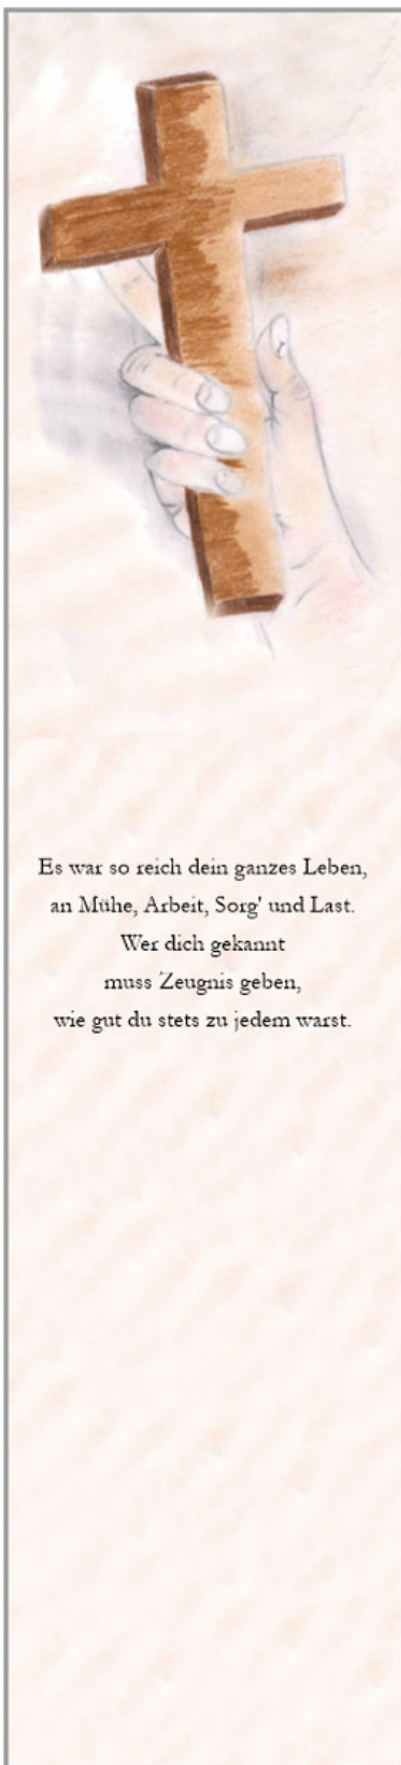 Es war so reich dein ganzes Leben,
an Mühe, Arbeit, Sorg' und Last.
Wer dich gekannt
muss Zeugnis geben,
wie gut du stets zu jedem warst.